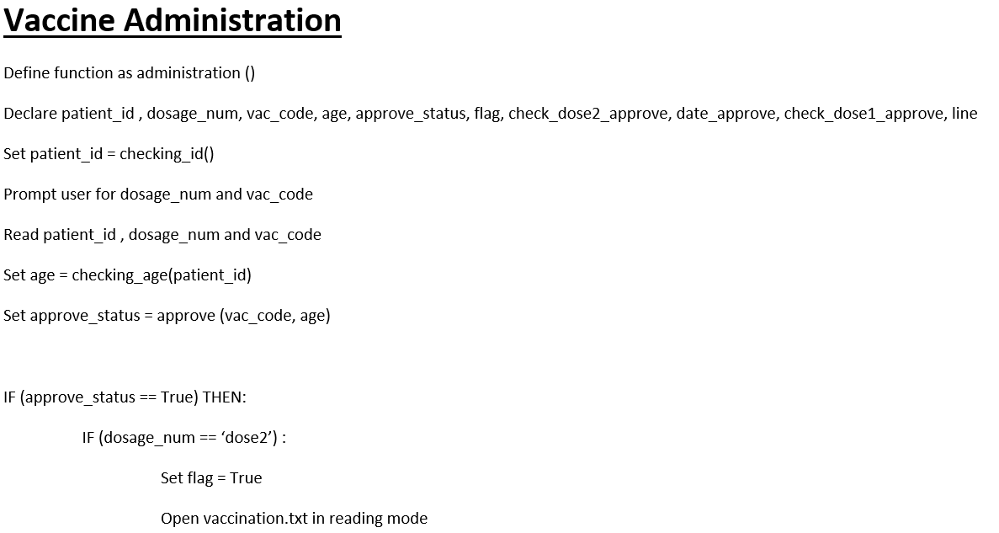 Vaccine Administration
Define function as administration ()
Declare patient_id , dosage_num, vac_code, age, approve_status, flag, check_dose2_approve, date_approve, check_dose1_approve, line
Set patient_id = checking_id()
Prompt user for dosage_num and vac_code
Read patient_id , dosage_num and vac_code
Set age = checking_age(patient_id)
Set approve_status = approve (vac_code, age)
IF (approve_status == True) THEN:
IF (dosage_num == ‘dose2’) :
Set flag = True
Open vaccination.txt in reading mode